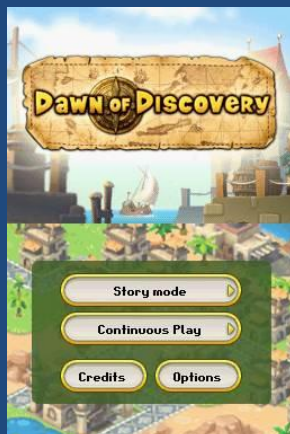 Dawn of Discovery
Story mode
Continuous Play
Credits
Options